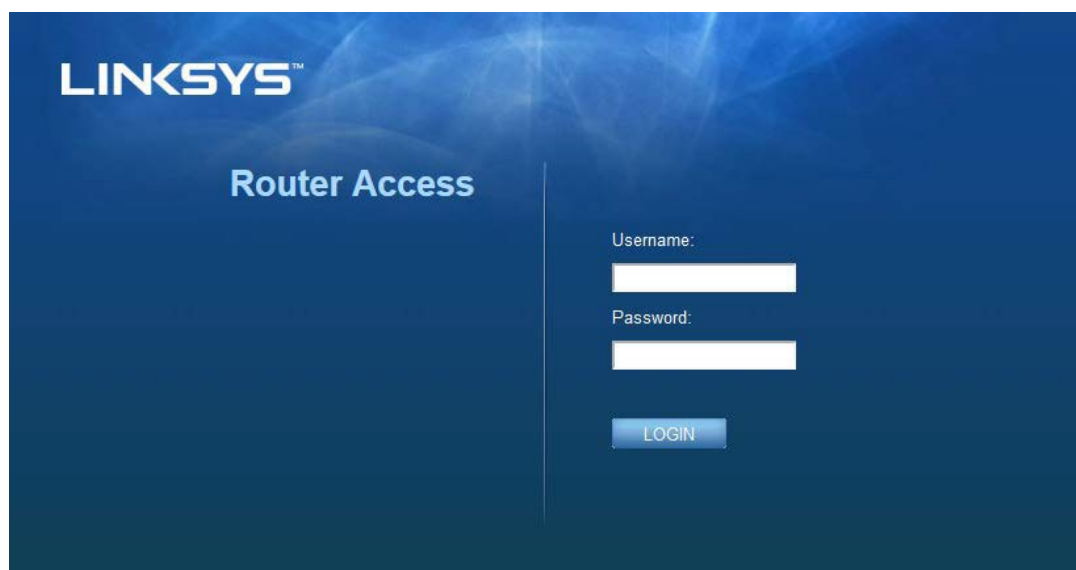 LINKSYS™
Router Access
Username:
Password:
LOGIN